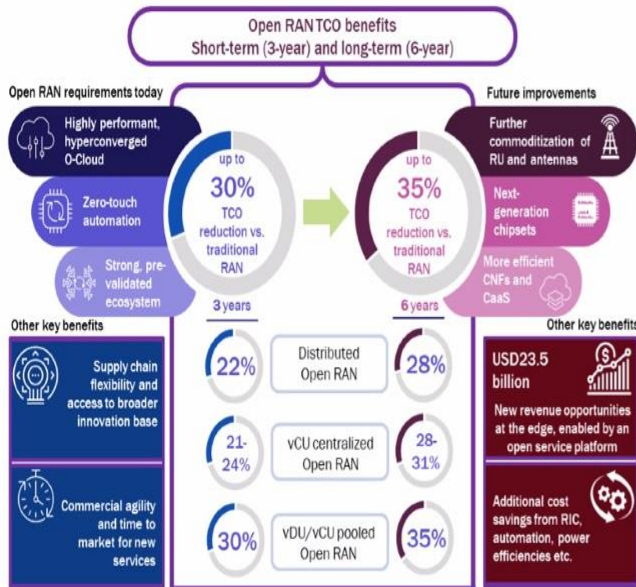 Open RAN TCO benefits
Short-term (3-year) and long-term (6-year)
Open RAN requirements today
Highly performant,
hyperconverged
O-Cloud
Zero-touch
automation
Strong, pre-
validated
ecosystem
up to
30%
TCO
reduction vs.
traditional
RAN
3 years
up to
35%
TCO
reduction vs.
traditional
RAN
6 years
Future improvements
Further
commoditization of
RU and antennas
Next-
generation
chipsets
More efficient
CNFs and
CaaS
Other key benefits
Supply chain
flexibility and
access to broader
innovation base
Commercial agility
and time to
market for new
services
22%
Distributed
Open RAN
28%
21-
24%
vCU centralized
Open RAN
28-
31%
30%
vDU/vCU pooled
Open RAN
35%
Other key benefits
USD23.5
billion
New revenue opportunities
at the edge, enabled by an
open service platform
Additional cost
savings from RIC,
automation, power
efficiencies etc.